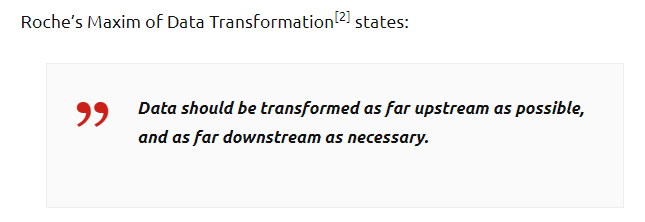 Roche’s Maxim of Data Transformation[2] states:
Data should be transformed as far upstream as possible,
and as far downstream as necessary.